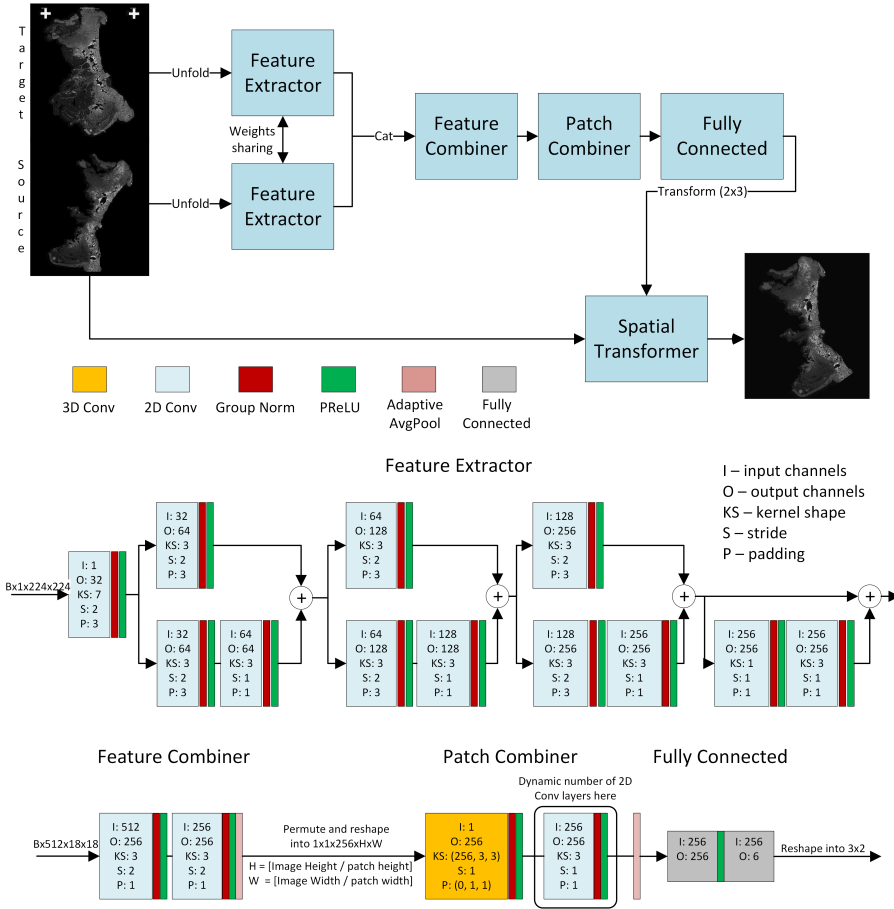 Target
Source
Unfold
Unfold
Feature
Extractor
Weights
sharing
Feature
Extractor
Cat
Feature
Combiner
Patch
Combiner
Fully
Connected
Transform (2x3)
Spatial
Transformer
3D Conv
2D Conv
Group Norm
PReLU
Adaptive
AvgPool
Fully
Connected
Feature Extractor
I – input channels
O – output channels
KS – kernel shape
S – stride
P – padding
Bx1x224x224
I: 1
O: 32
KS: 7
S: 2
P: 3
I: 32
O: 64
KS: 3
S: 2
P: 3
I: 32
O: 64
KS: 3
S: 2
P: 3
I: 64
O: 64
KS: 3
S: 1
P: 1
+
I: 64
O: 128
KS: 3
S: 2
P: 3
I: 64
O: 128
KS: 3
S: 2
P: 3
I: 128
O: 128
KS: 3
S: 1
P: 1
+
I: 128
O: 256
KS: 3
S: 2
P: 3
I: 128
O: 256
KS: 3
S: 2
P: 3
I: 256
O: 256
KS: 3
S: 1
P: 1
+
I: 256
O: 256
KS: 1
S: 1
P: 1
I: 256
O: 256
KS: 3
S: 1
P: 1
+
Feature Combiner
Bx512x18x18
I: 512
O: 256
KS: 3
S: 2
P: 1
I: 256
O: 256
KS: 3
S: 2
P: 1
Permute and reshape
into 1x1x256xHxW
H = [Image Height / patch height]
W = [Image Width / patch width]
Patch Combiner
I: 1
O: 256
KS: (256, 3, 3)
S: 1
P: (0, 1, 1)
Dynamic number of 2D
Conv layers here
I: 256
O: 256
KS: 3
S: 1
P: 1
Fully Connected
I: 256
O: 256
I: 256
O: 6
Reshape into 3x2